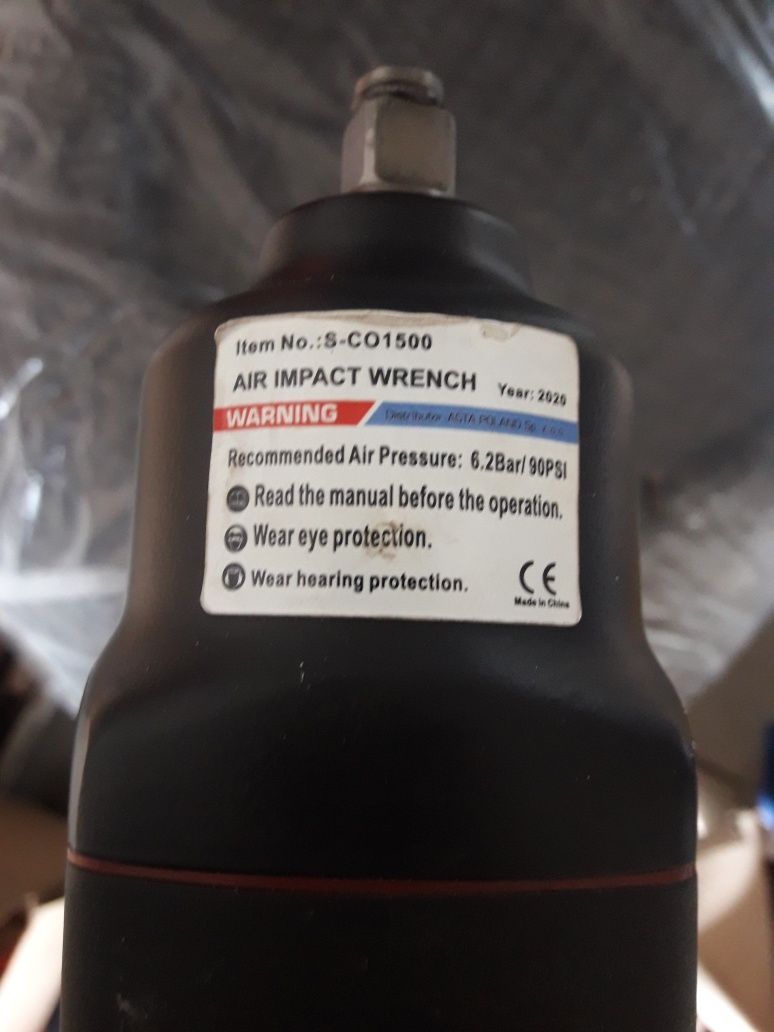 Item No.:S-CO1500
AIR IMPACT WRENCH Year: 2020
WARNING Distributor ASTA POLAND Sp. z o.o.
Recommended Air Pressure: 6.2Bar/ 90PSI
Read the manual before the operation.
Wear eye protection.
Wear hearing protection.
CE
Made in China